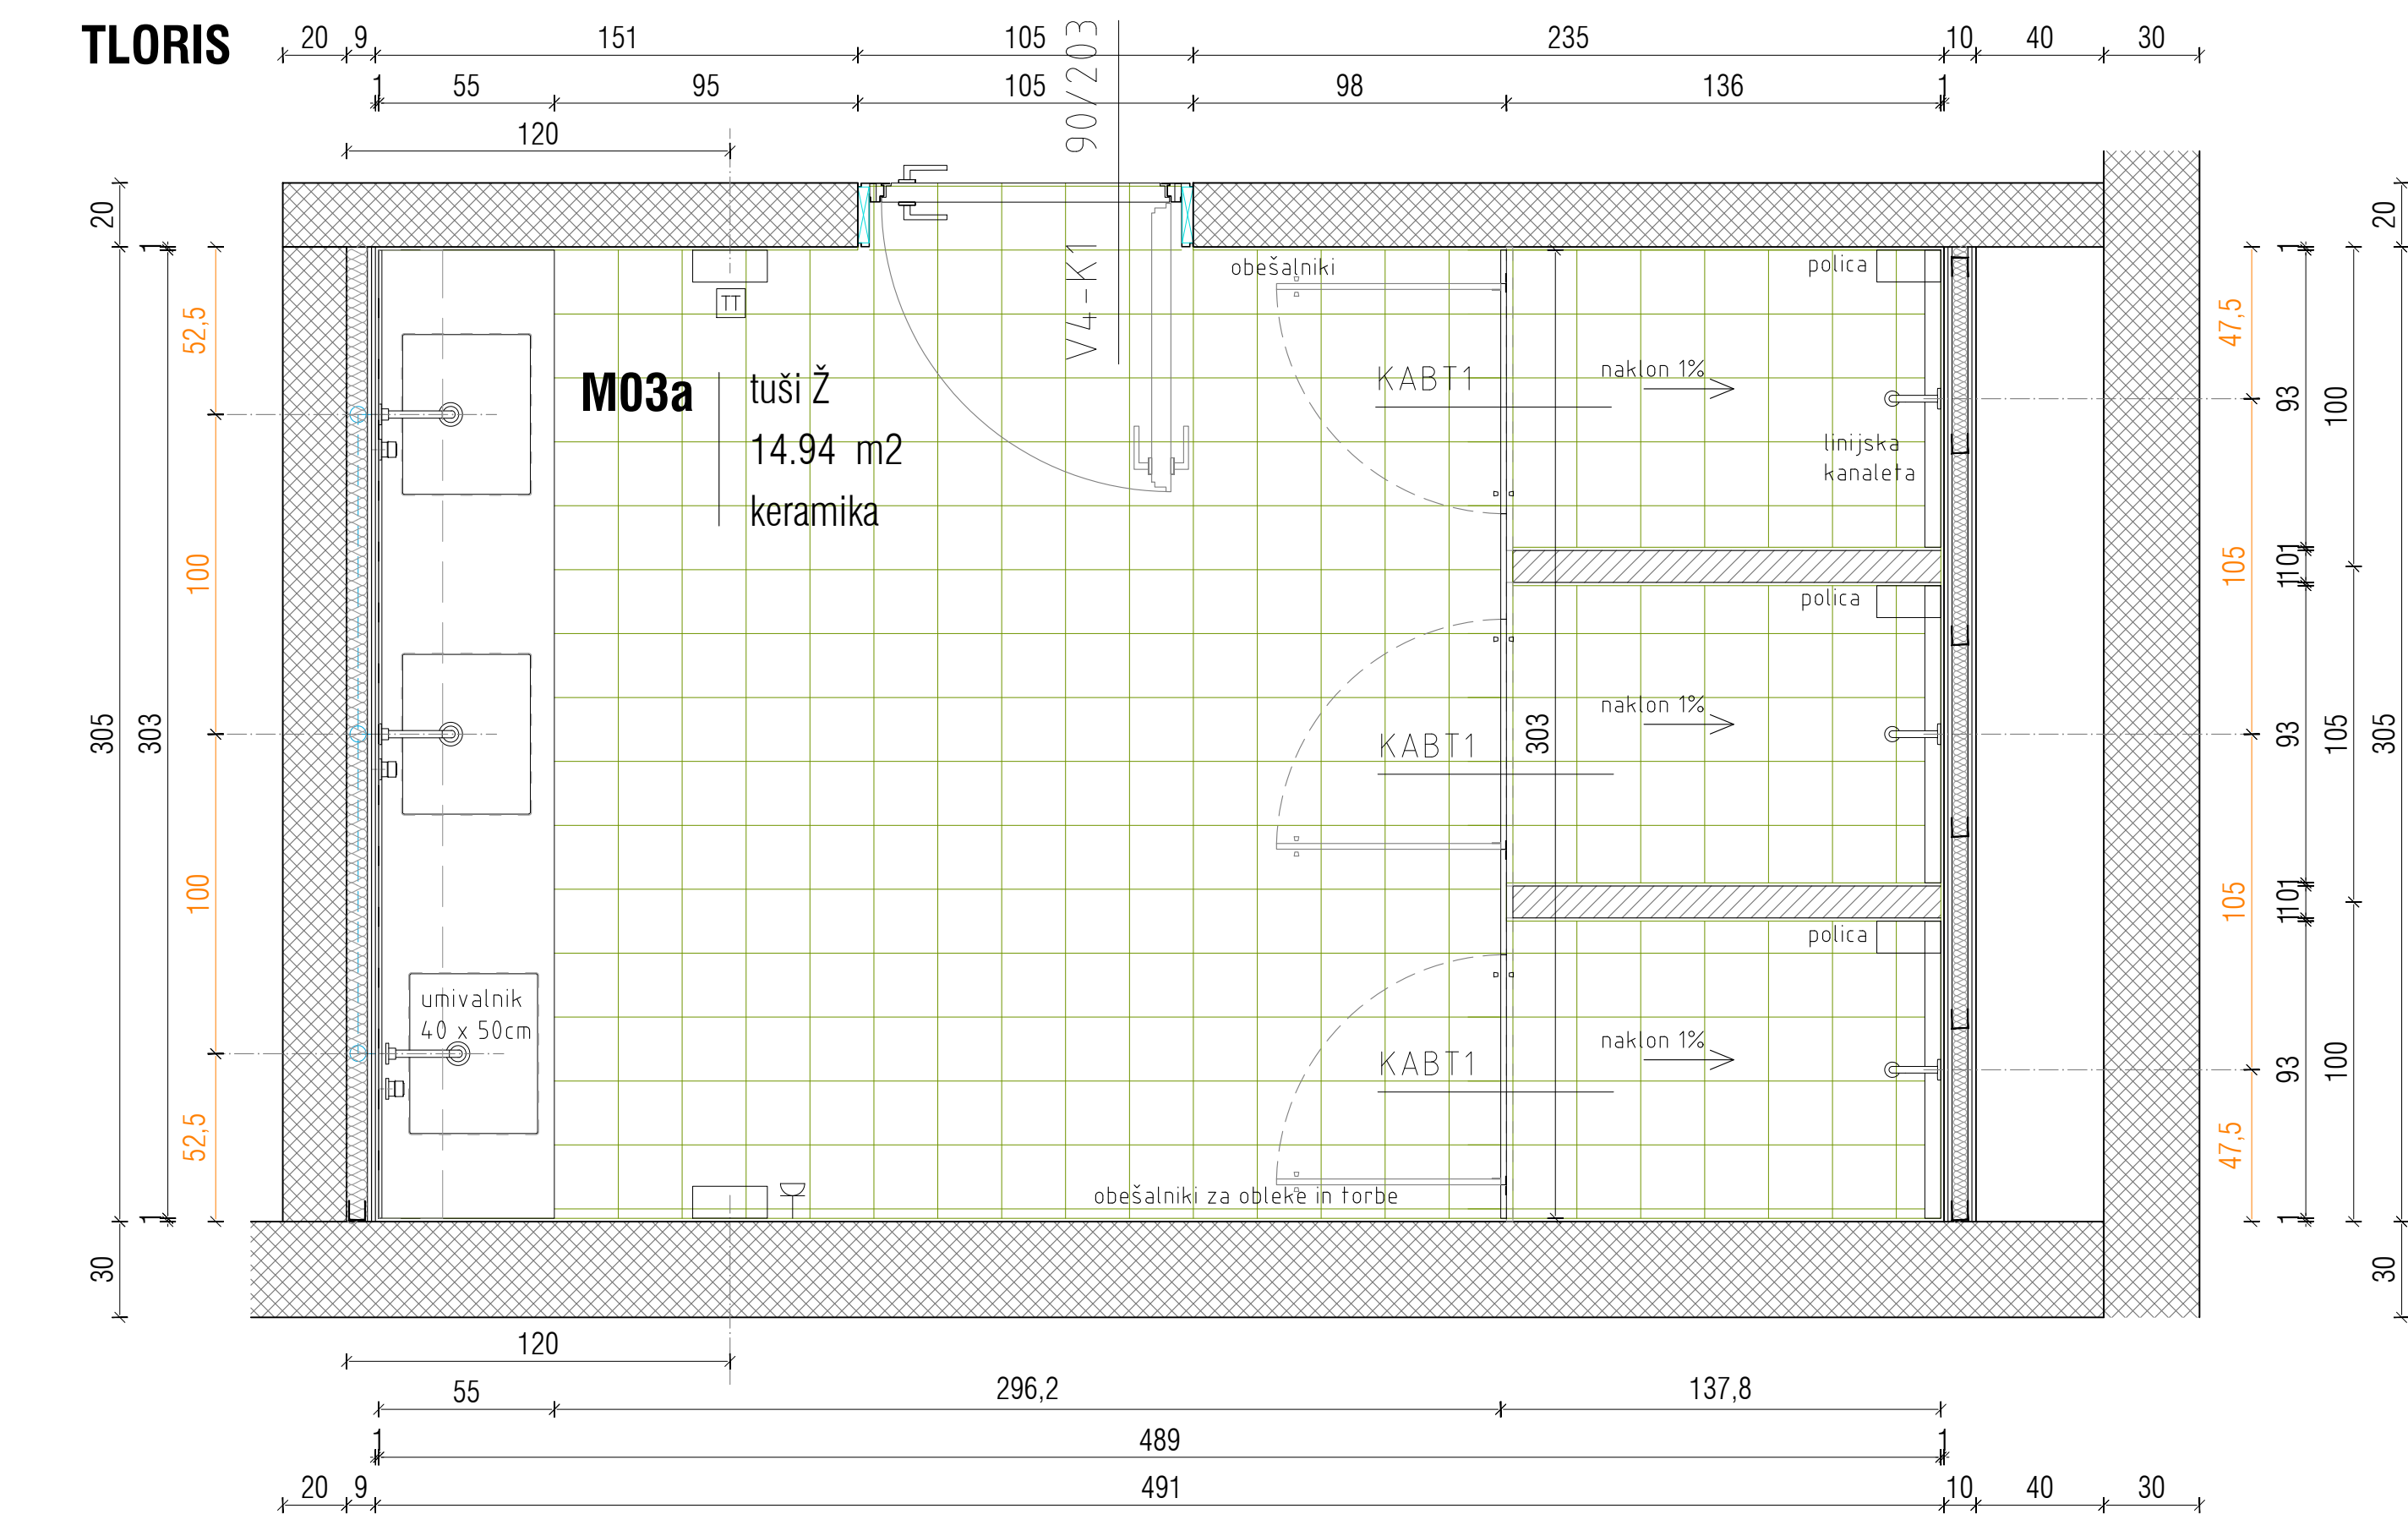 TLORIS
20 9 151 105 235 10 40 30
1 55 95 105 98 136 1
120
90/203
V4-K1
20
1
305
303
1
30
52,5
100
100
52,5
TT
M03a
tuši Ž
14.94 m2
keramika
umivalnik
40 x 50cm
obešalniki
KABT1
KABT1
KABT1
303
obešalniki za obleke in torbe
polica
naklon 1%
linijska
kanaleta
polica
naklon 1%
polica
naklon 1%
47,5
105
105
47,5
1
93
1101
93
1101
93
1
100
105
100
20
305
30
120
55 296,2 137,8
1 489 1
20 9 491 10 40 30